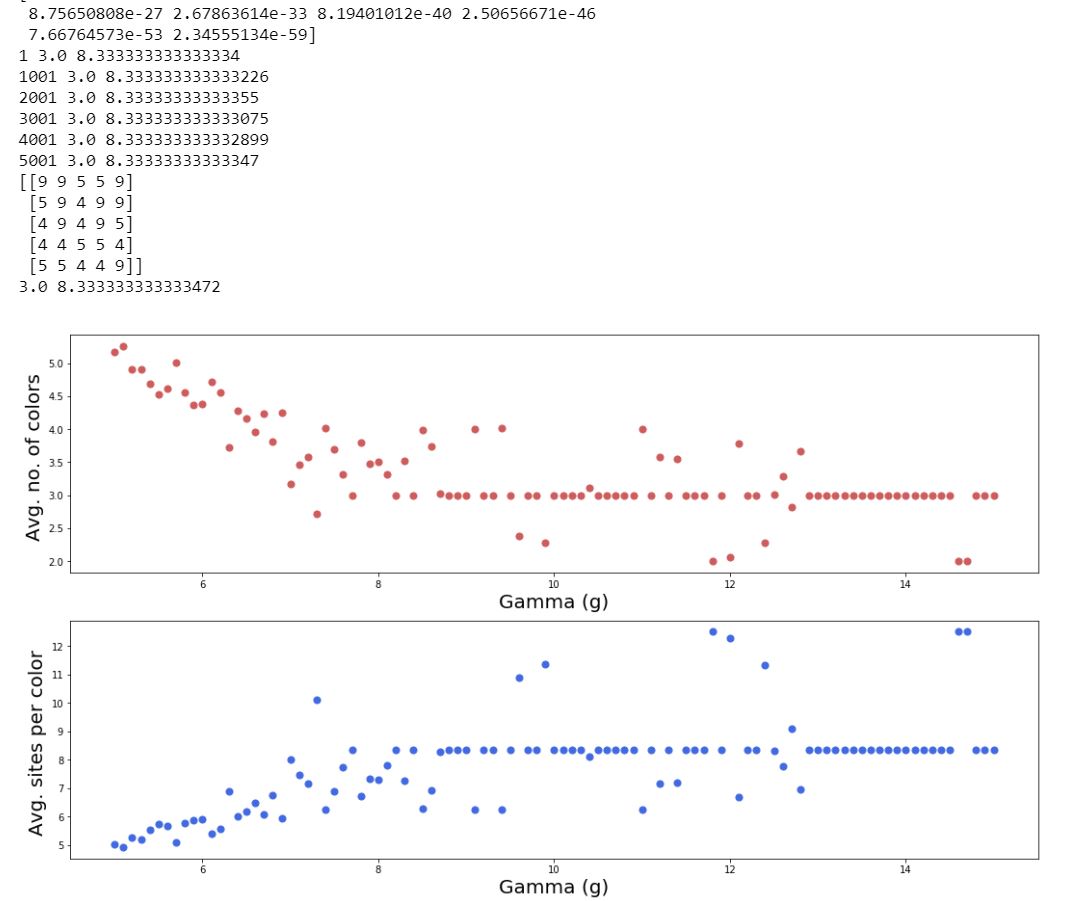 8.75650808e-27 2.67863614e-33 8.19401012e-40 2.50656671e-46
7.66764573e-53 2.34555134e-59]
1 3.0 8.333333333333334
1001 3.0 8.333333333333226
2001 3.0 8.33333333333355
3001 3.0 8.333333333333075
4001 3.0 8.333333333332899
5001 3.0 8.33333333333347
[[9 9 5 5 9]
[5 9 4 9 9]
[4 9 4 9 5]
[4 4 5 5 4]
[5 5 4 4 9]]
3.0 8.333333333333472
Avg. no. of colors
5.0
4.5
4.0
3.5
3.0
2.5
2.0
6 8 10 12 14
Gamma (g)
Avg. sites per color
12
11
10
9
8
7
6
5
6 8 10 12 14
Gamma (g)